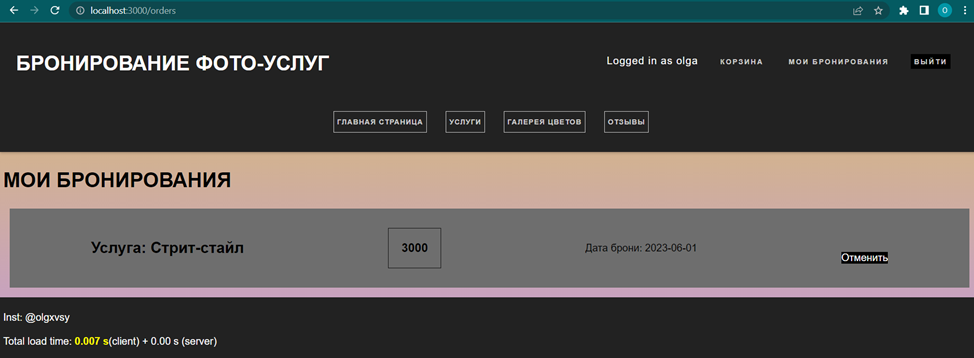 localhost:3000/orders
O
БРОНИРОВАНИЕ ФОТО-УСЛУГ
Logged in as olga КОРЗИНА МОИ БРОНИРОВАНИЯ ВЫЙТИ
ГЛАВНАЯ СТРАНИЦА УСЛУГИ ГАЛЕРЕЯ ЦВЕТОВ ОТЗЫВЫ
МОИ БРОНИРОВАНИЯ
Услуга: Стрит-стайл 3000 Дата брони: 2023-06-01 Отменить
Inst: @olgxvsy
Total load time: 0.007 s(client) + 0.00 s (server)